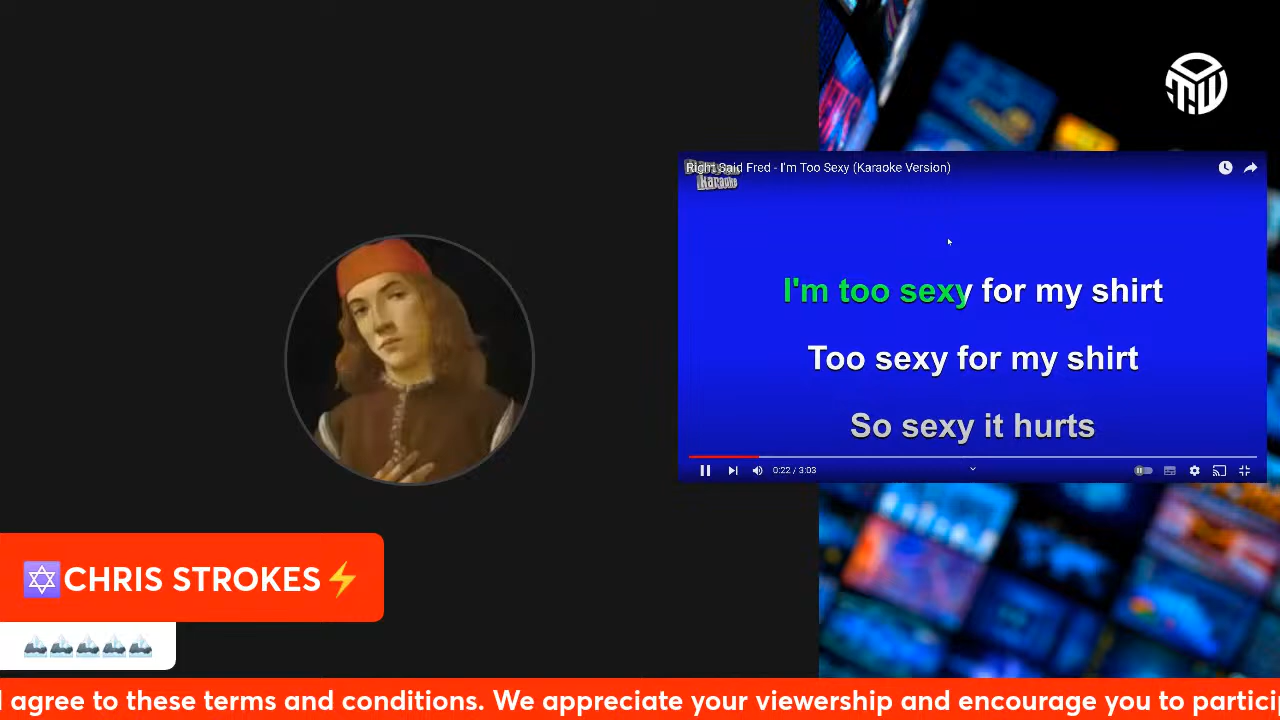 Right Said Fred - I'm Too Sexy (Karaoke Version)
Karaoke
I'm too sexy for my shirt
Too sexy for my shirt
So sexy it hurts
0:22 / 3:03
✡CHRIS STROKES⚡
🏔🏔🏔🏔🏔
I agree to these terms and conditions. We appreciate your viewership and encourage you to particip